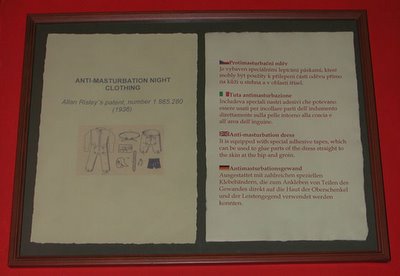 ANTI-MASTURBATION NIGHT
CLOTHING
Allan Risley's patent, number 1 865 280
(1936)
Protimasturbační oděv
Je vybaven speciálními lepícími páskami, které
mohly být použity k přilepení části oděvu přímo
na kůži u stehna a v oblasti třísel.
Tuta antimasturbazione
Includeva speciali nastri adesivi che potevano
essere usati per incollare parti dell'indumento
direttamente sulla pelle intorno alla coscia e
all'area dell'inguine.
Anti-masturbation dress
It is equipped with special adhesive tapes, which
can be used to glue parts of the dress straight to
the skin at the hip and groin.
Antimasturbationsgewand
Ausgestattet mit zahlreichen speziellen
Klebebändern, die zum Ankleben von Teilen des
Gewandes direkt auf die Haut der Oberschenkel
und der Leistengegend verwendet werden
konnten.